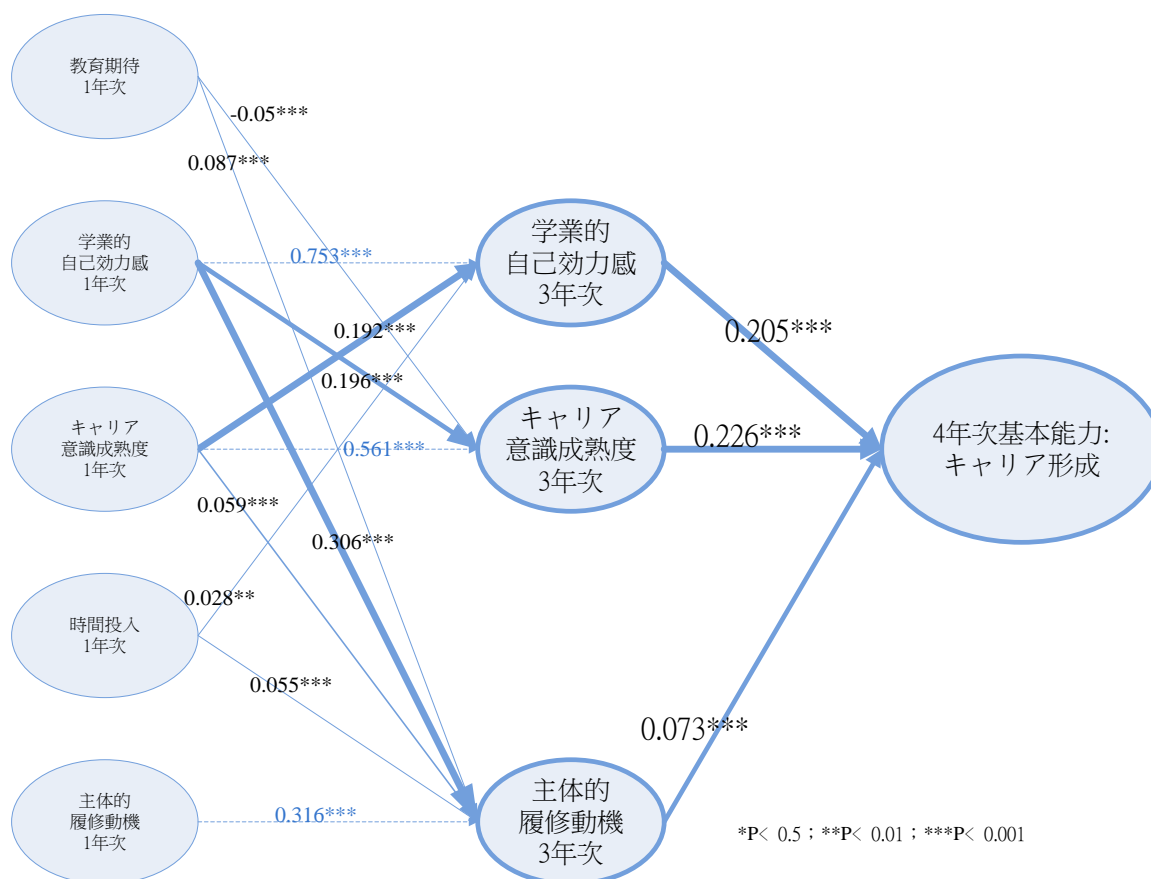 教育期待
1年次
-0.05***
0.087***
学業的
自己効力感
1年次
0.753***
学業的
自己効力感
3年次
0.192***
0.205***
0.196***
キャリア
意識成熟度
1年次
0.561***
キャリア
意識成熟度
3年次
0.226***
4年次基本能力:
キャリア形成
0.059***
0.306***
時間投入
1年次
0.028**
0.055***
0.073***
主体的
履修動機
1年次
0.316***
主体的
履修動機
3年次
*P< 0.5；**P< 0.01；***P< 0.001